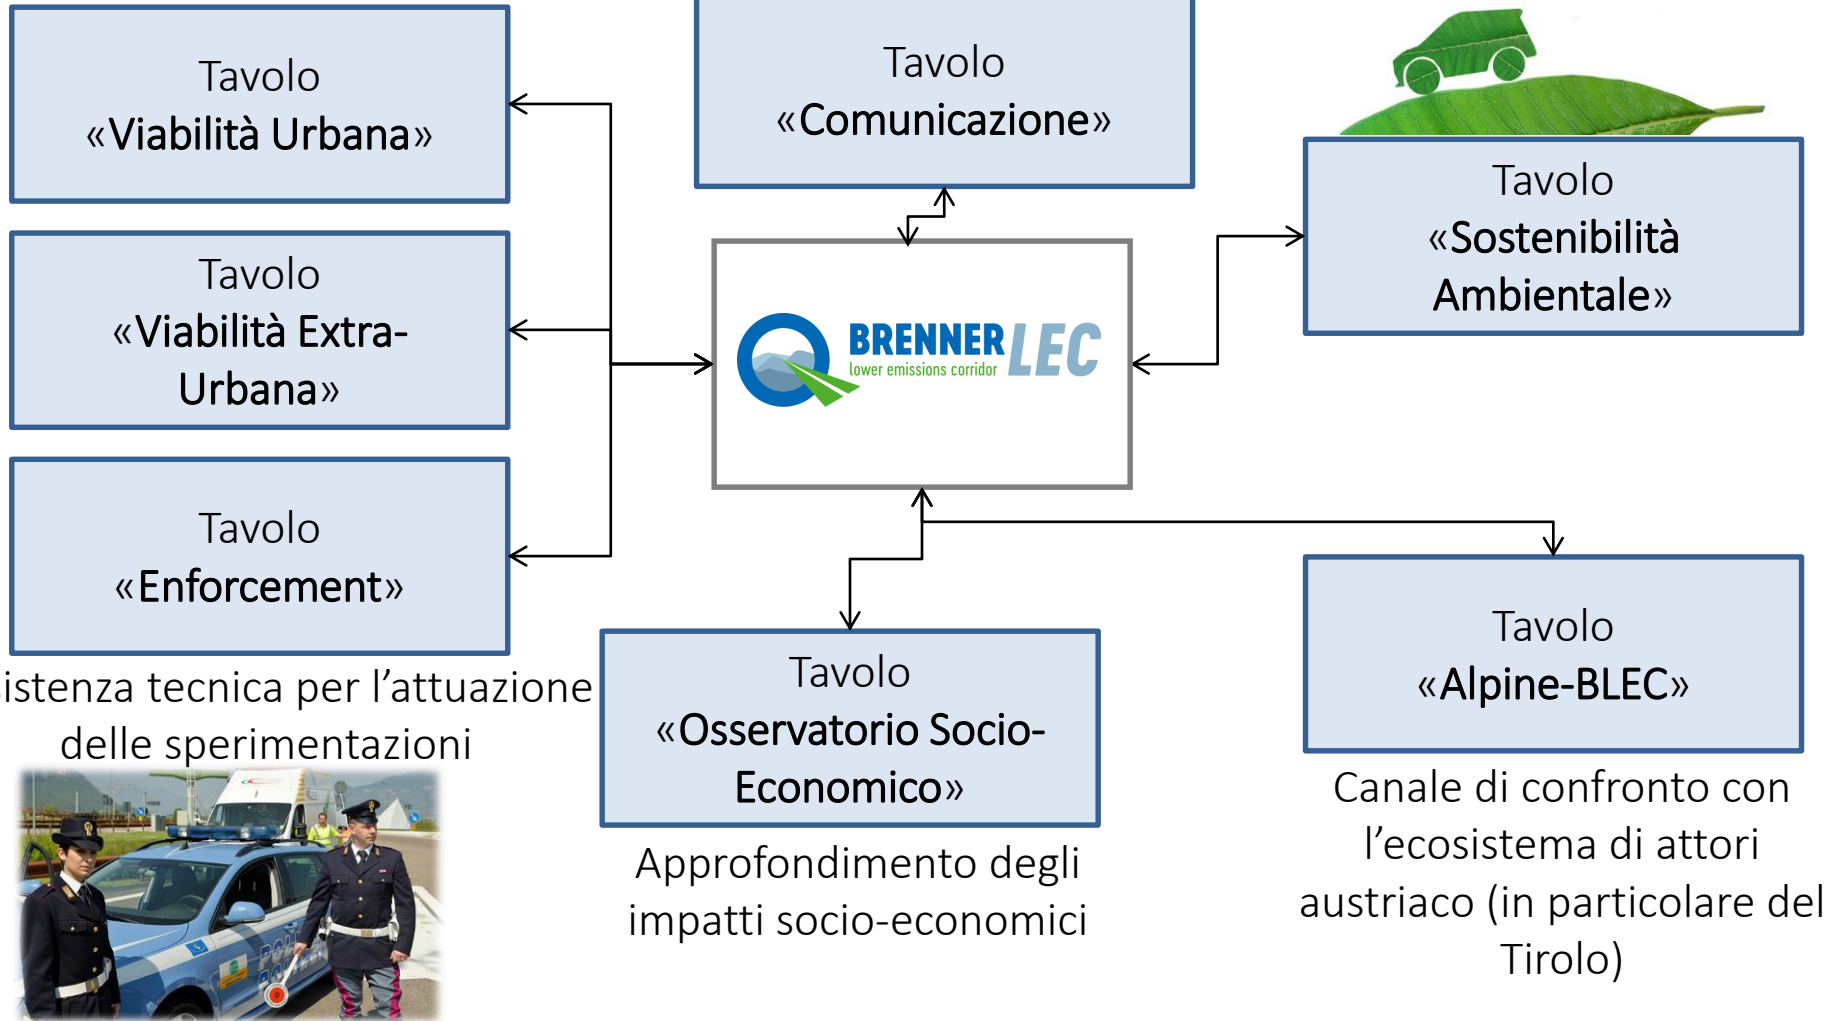 Tavolo
«Viabilità Urbana»
Tavolo
«Comunicazione»
Tavolo
«Sostenibilità
Ambientale»
Tavolo
«Viabilità Extra-
Urbana»
BRENNER LEC
lower emissions corridor
Tavolo
«Enforcement»
istenza tecnica per l’attuazione
delle sperimentazioni
Tavolo
«Osservatorio Socio-
Economico»
Approfondimento degli
impatti socio-economici
Tavolo
«Alpine-BLEC»
Canale di confronto con
l’ecosistema di attori
austriaco (in particolare del
Tirolo)